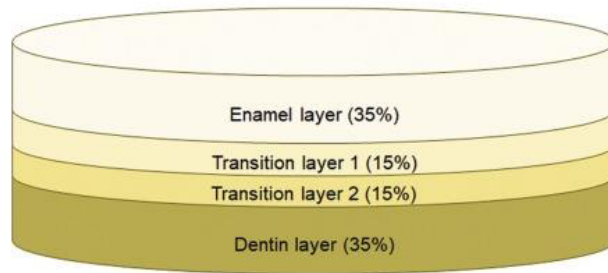 Enamel layer (35%)
Transition layer 1 (15%)
Transition layer 2 (15%)
Dentin layer (35%)